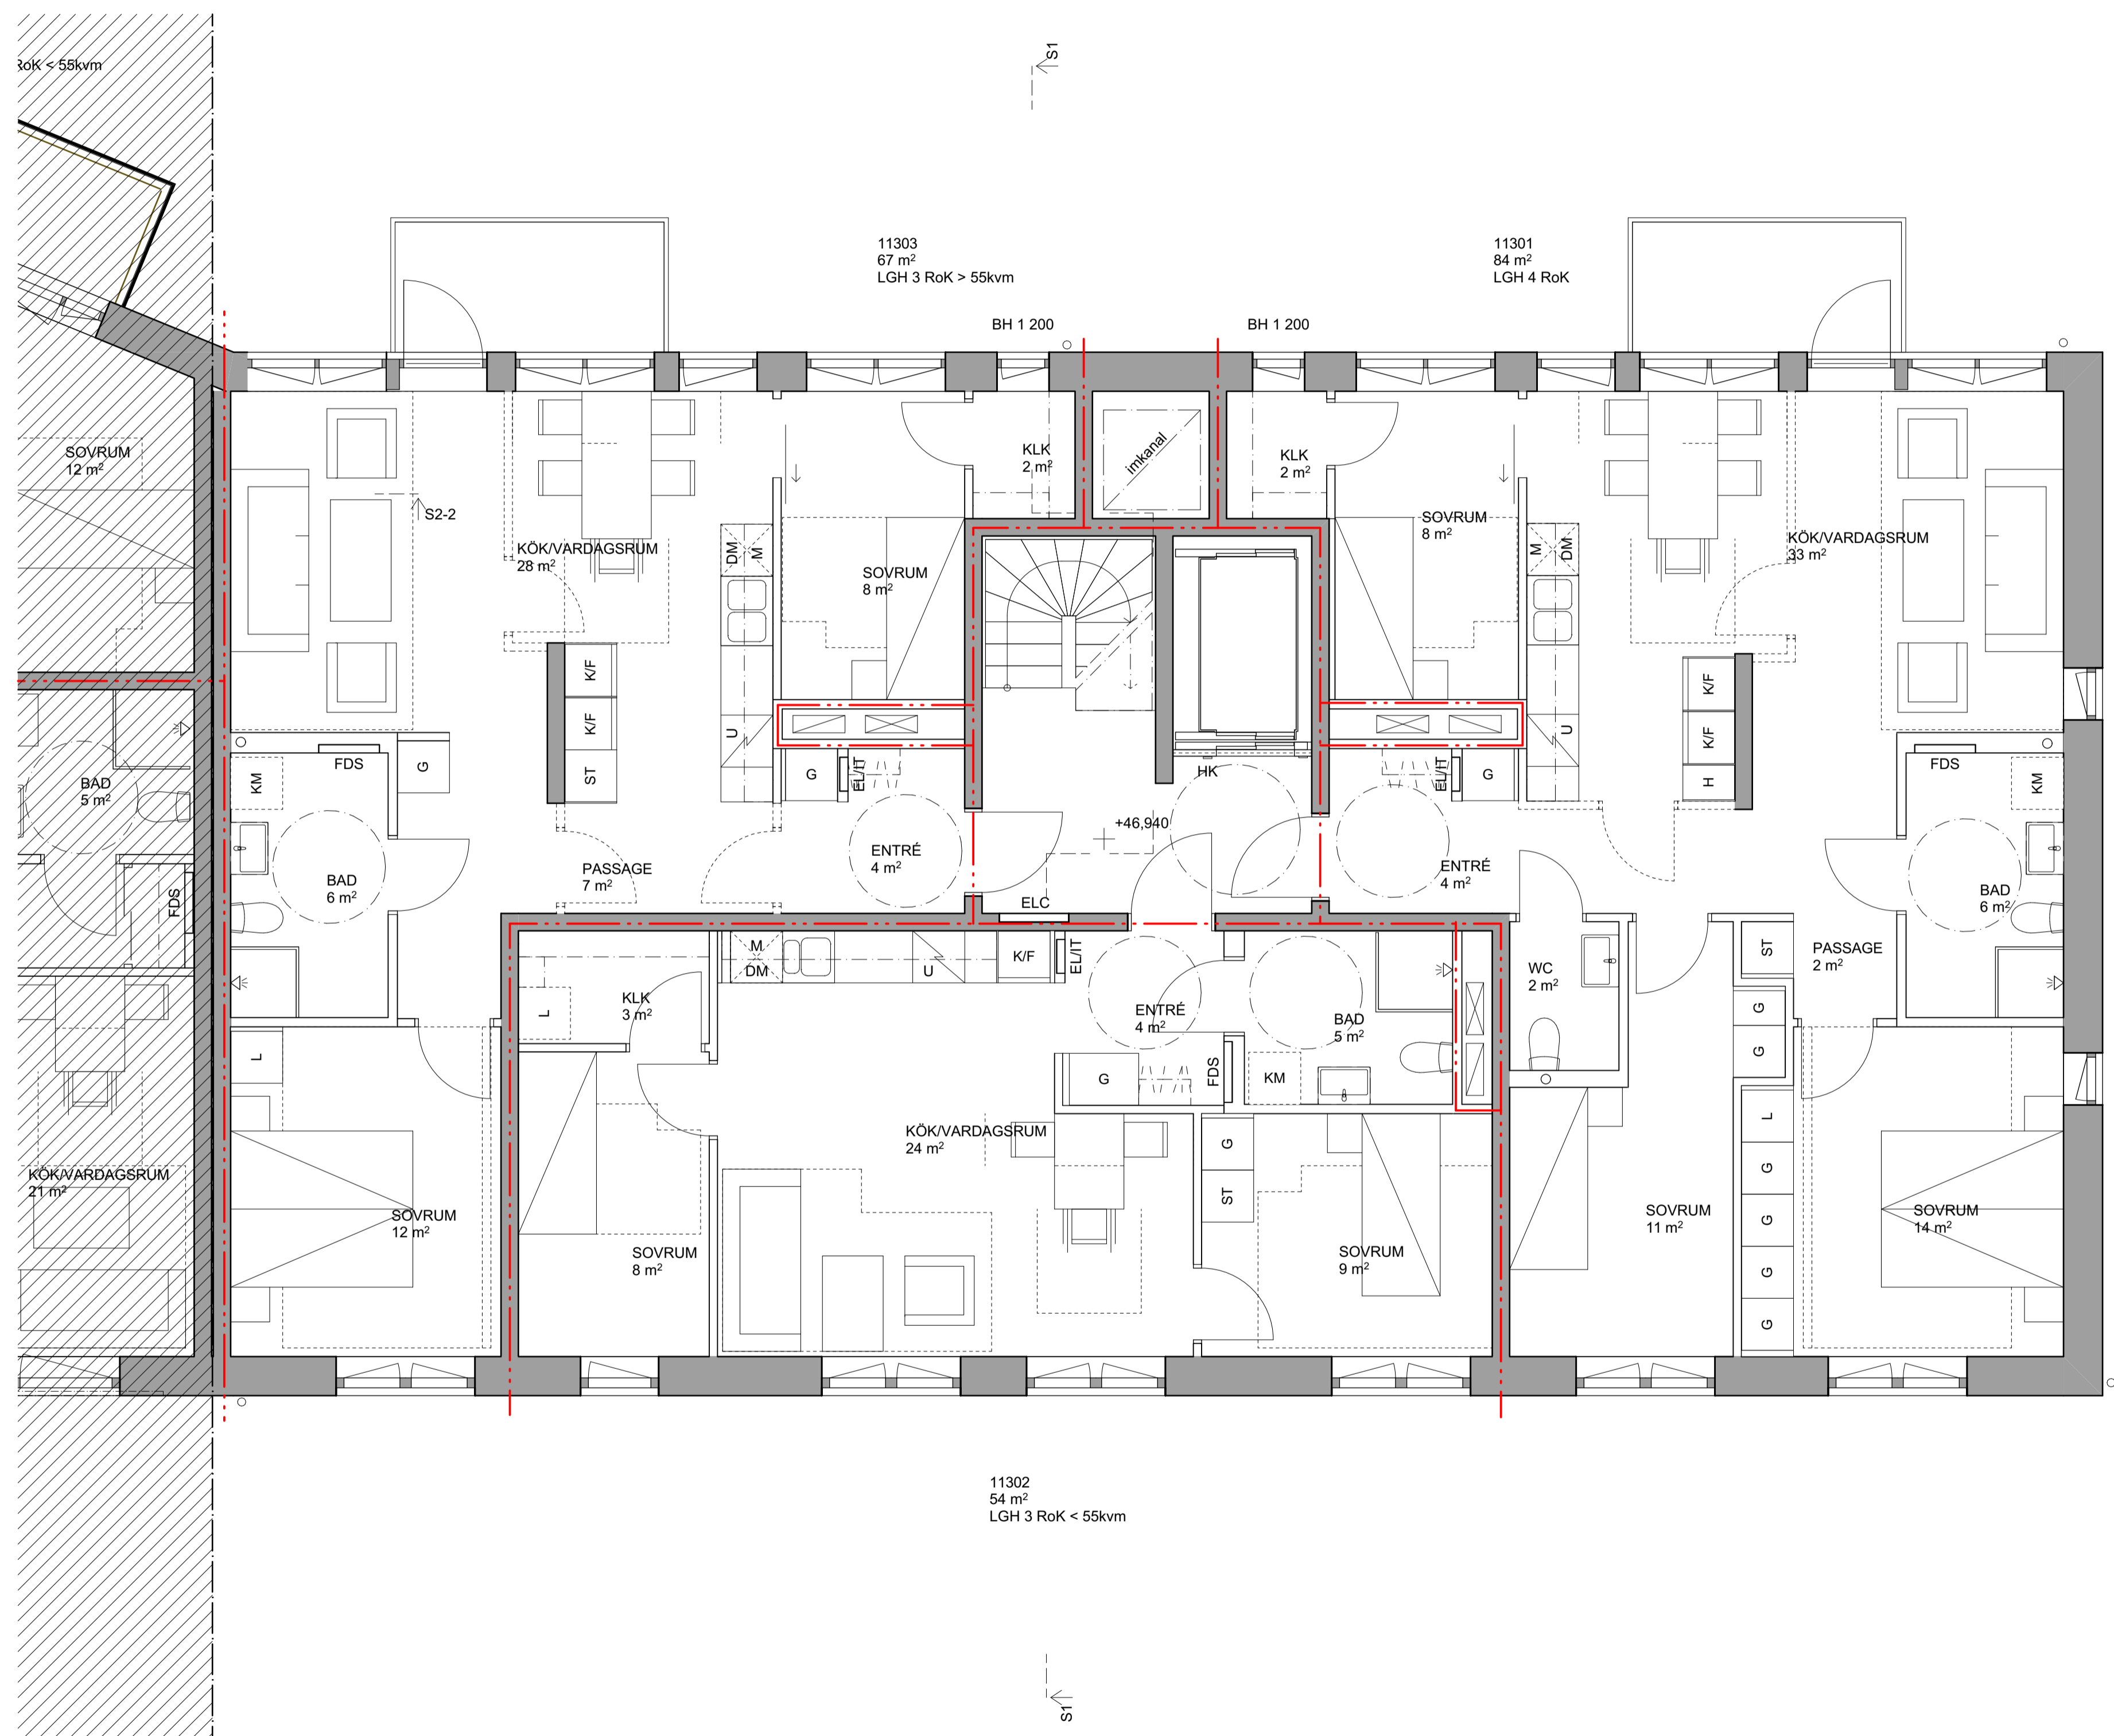 S1
RoK < 55kvm
11303
67 m²
LGH 3 RoK > 55kvm
11301
84 m²
LGH 4 RoK
BH 1 200
BH 1 200
SOVRUM
12 m²
S2-2
KÖK/VARDAGSRUM
28 m²
DM
M
SOVRUM
8 m²
KLK
2 m²
imkanal
KLK
2 m²
SOVRUM
8 m²
M
DM
KÖK/VARDAGSRUM
33 m²
K/F
K/F
ST
U
G
EL/IT
HK
EL/IT
G
U
K/F
K/F
H
FDS
KM
G
FDS
KM
BAD
5 m²
FDS
BAD
6 m²
PASSAGE
7 m²
ENTRÉ
4 m²
+46,940
ELC
ENTRÉ
4 m²
BAD
6 m²
M
DM
U
K/F
EL/IT
KLK
3 m²
L
ENTRÉ
4 m²
BAD
5 m²
WC
2 m²
ST
PASSAGE
2 m²
G
G
L
G
FDS
KM
L
G
G
G
G
KÖK/VARDAGSRUM
21 m²
SOVRUM
12 m²
SOVRUM
8 m²
KÖK/VARDAGSRUM
24 m²
G
ST
SOVRUM
9 m²
SOVRUM
11 m²
SOVRUM
14 m²
11302
54 m²
LGH 3 RoK < 55kvm
S1